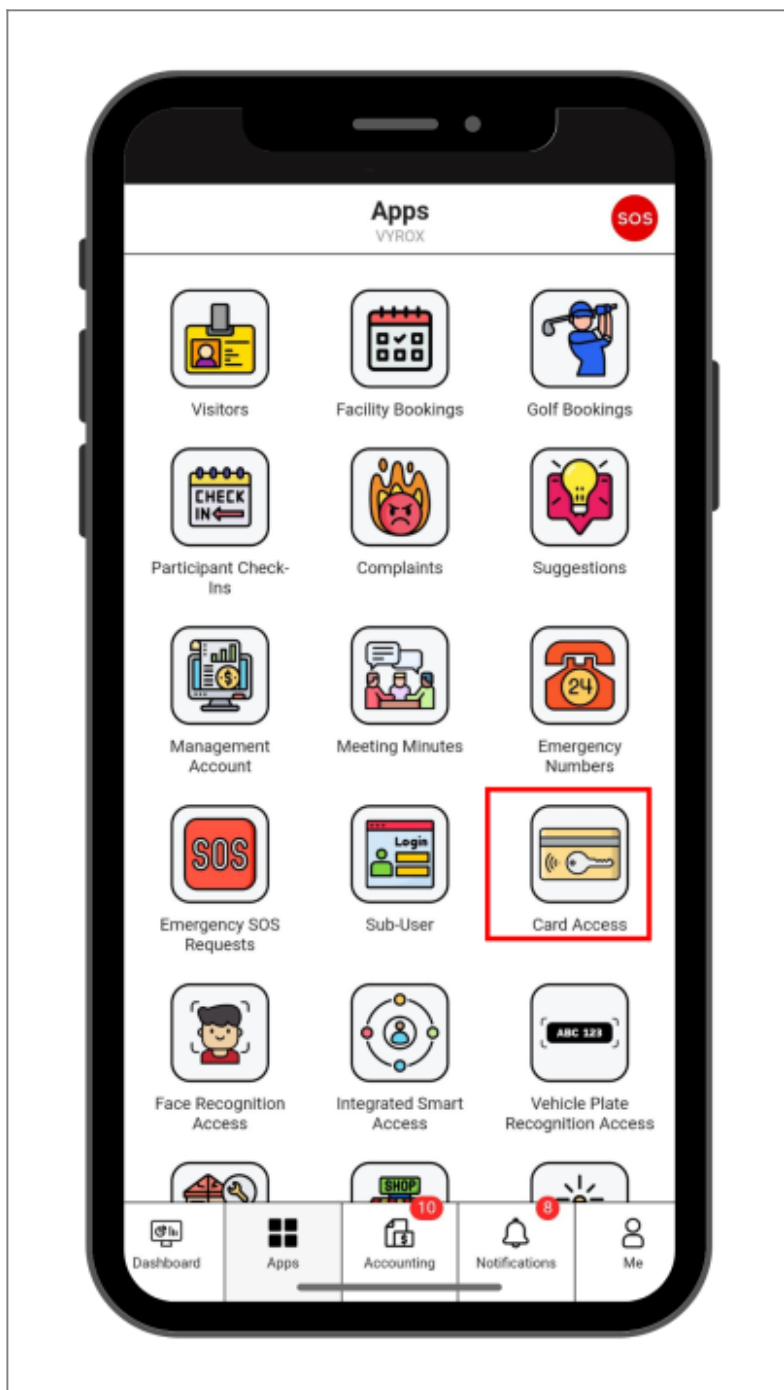 Apps
VYROX
SOS
Visitors
Facility Bookings
Golf Bookings
CHECK
IN
Participant Check-
Ins
Complaints
Suggestions
Management
Account
Meeting Minutes
24
Emergency
Numbers
SOS
Emergency SOS
Requests
Login
Sub-User
Card Access
Face Recognition
Access
Integrated Smart
Access
ABC 123
Vehicle Plate
Recognition Access
SHOP
Dashboard
Apps
10
Accounting
8
Notifications
Me